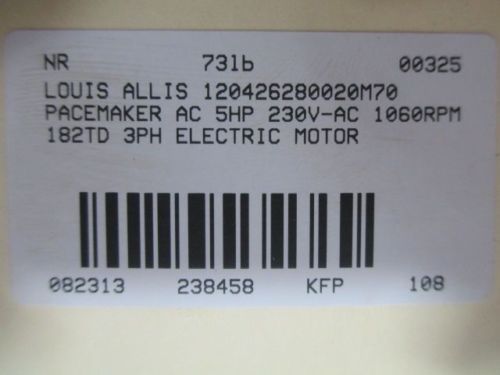 NR 731b 00325
LOUIS ALLIS 120426280020M70
PACEMAKER AC 5HP 230V-AC 1060RPM
182TD 3PH ELECTRIC MOTOR
082313 238458 KFP 108